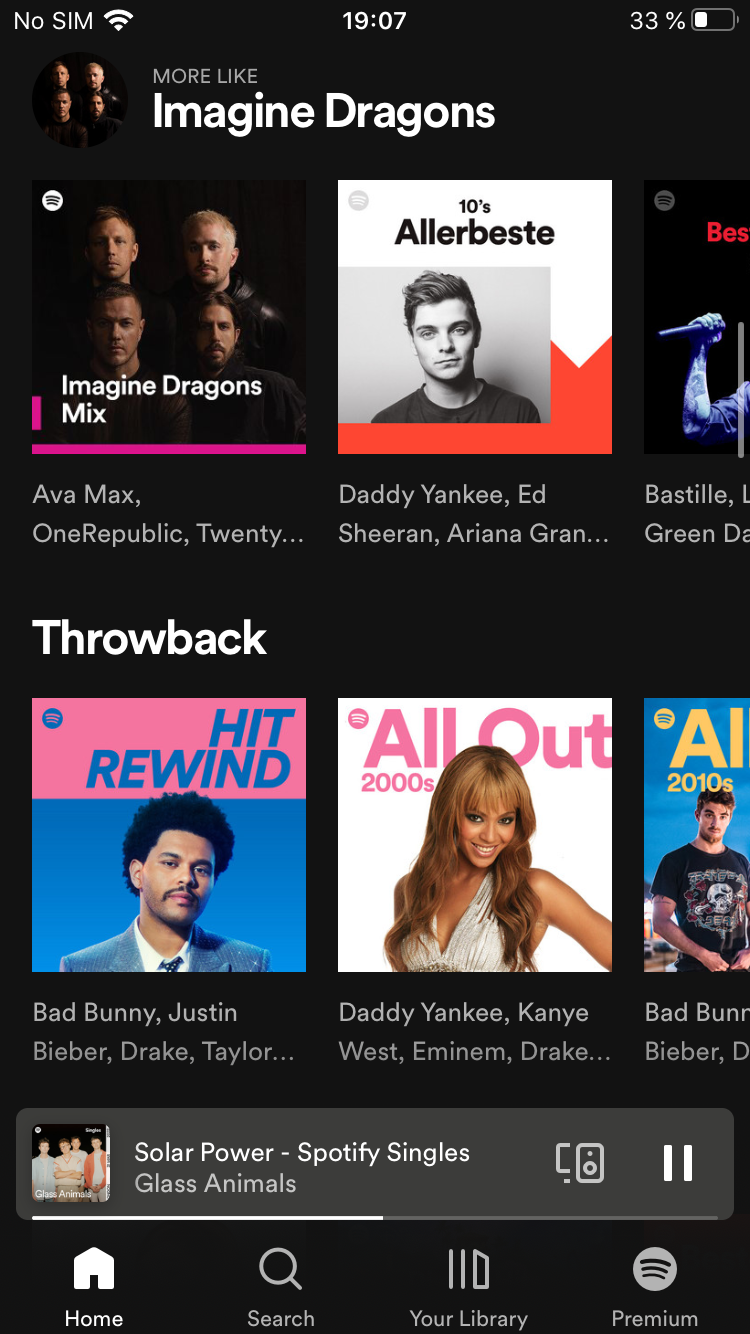 No SIM 19:07 33 %
MORE LIKE
Imagine Dragons
10's
Allerbeste
Imagine Dragons
Mix
Ava Max,
OneRepublic, Twenty...
Daddy Yankee, Ed
Sheeran, Ariana Gran...
Bastille, L
Green Da
Throwback
HIT
REWIND
All Out
2000s
Al
2010s
Bad Bunny, Justin
Bieber, Drake, Taylor...
Daddy Yankee, Kanye
West, Eminem, Drake...
Bad Bunn
Bieber, D
Singles
Glass Animals
Solar Power - Spotify Singles
Glass Animals
Home
Search
Your Library
Premium